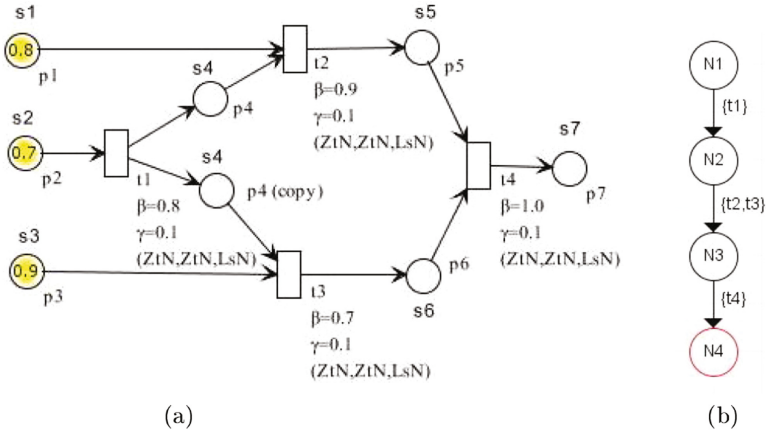 s1
0.8
p1
s2
0.7
p2
s3
0.9
p3
t1
β=0.8
γ=0.1
(ZtN,ZtN,LsN)
s4
p4
s4
p4 (copy)
t2
β=0.9
γ=0.1
(ZtN,ZtN,LsN)
t3
β=0.7
γ=0.1
(ZtN,ZtN,LsN)
s5
p5
p6
s6
t4
β=1.0
γ=0.1
(ZtN,ZtN,LsN)
s7
p7
(a)
N1
{t1}
N2
{t2,t3}
N3
{t4}
N4
(b)